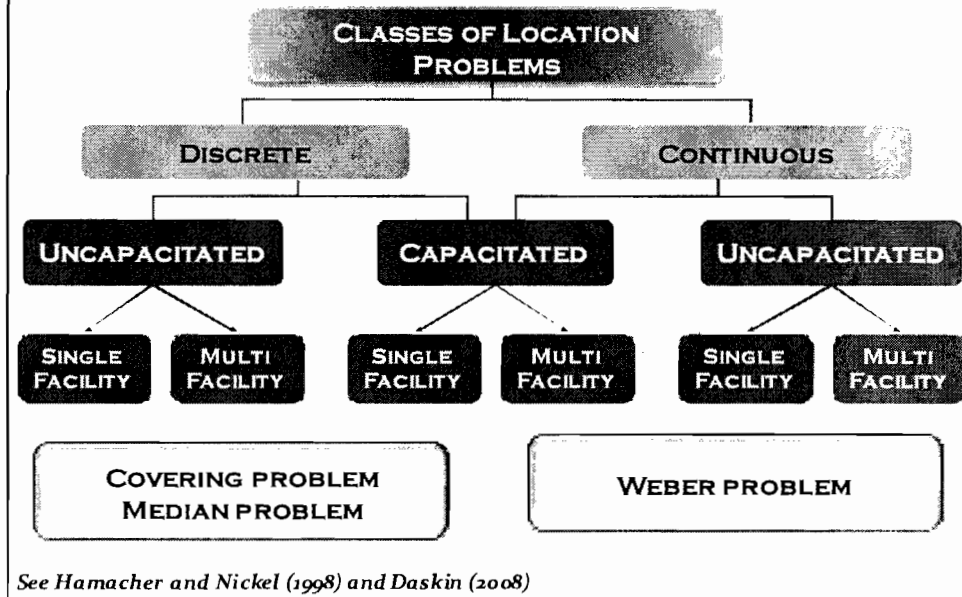 CLASSES OF LOCATION
PROBLEMS
DISCRETE
CONTINUOUS
UNCAPACITATED
CAPACITATED
UNCAPACITATED
SINGLE
FACILITY
MULTI
FACILITY
SINGLE
FACILITY
MULTI
FACILITY
SINGLE
FACILITY
MULTI
FACILITY
COVERING PROBLEM
MEDIAN PROBLEM
WEBER PROBLEM
See Hamacher and Nickel (1998) and Daskin (2008)